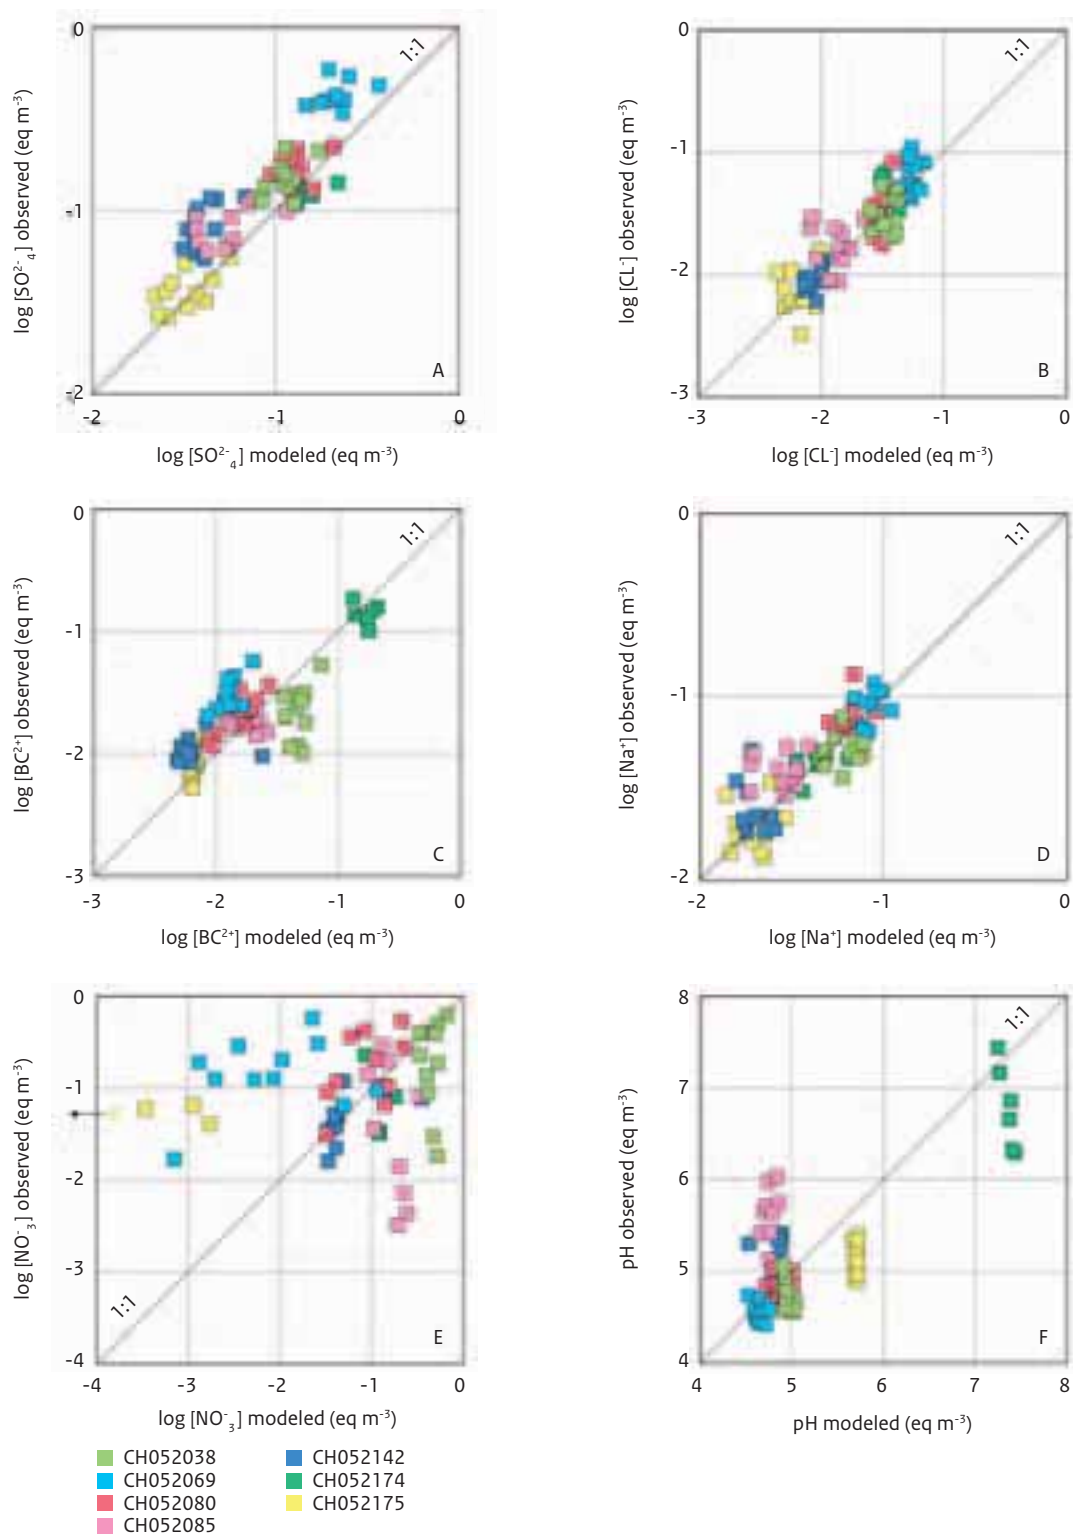 0
1:1
log [SO²⁻₄] observed (eq m⁻³)
-1
A
-2
-2 -1 0
log [SO²⁻₄] modeled (eq m⁻³)
0
1:1
log [CL⁻] observed (eq m⁻³)
-1
-2
B
-3
-3 -2 -1 0
log [CL⁻] modeled (eq m⁻³)
0
1:1
log [BC²⁺] observed (eq m⁻³)
-1
-2
C
-3
-3 -2 -1 0
log [BC²⁺] modeled (eq m⁻³)
0
1:1
log [Na⁺] observed (eq m⁻³)
-1
D
-2
-2 -1 0
log [Na⁺] modeled (eq m⁻³)
0
log [NO⁻₃] observed (eq m⁻³)
-1
-2
-3
1:1
E
-4
-4 -3 -2 -1 0
log [NO⁻₃] modeled (eq m⁻³)
8
1:1
pH observed (eq m⁻³)
7
6
5
F
4
4 5 6 7 8
pH modeled (eq m⁻³)
CH052038
CH052069
CH052080
CH052085
CH052142
CH052174
CH052175